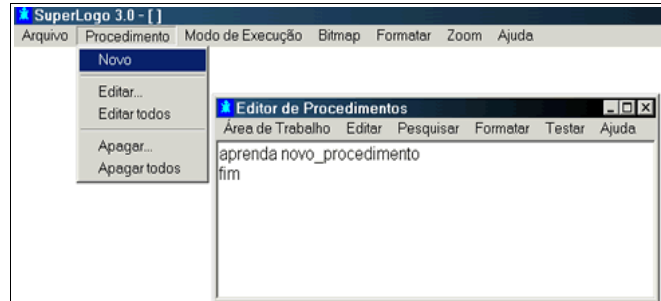 SuperLogo 3.0 - [ ]
Arquivo Procedimento Modo de Execução Bitmap Formatar Zoom Ajuda
Novo
Editar...
Editar todos
Apagar...
Apagar todos
Editor de Procedimentos
Área de Trabalho Editar Pesquisar Formatar Testar Ajuda
aprenda novo_procedimento
fim